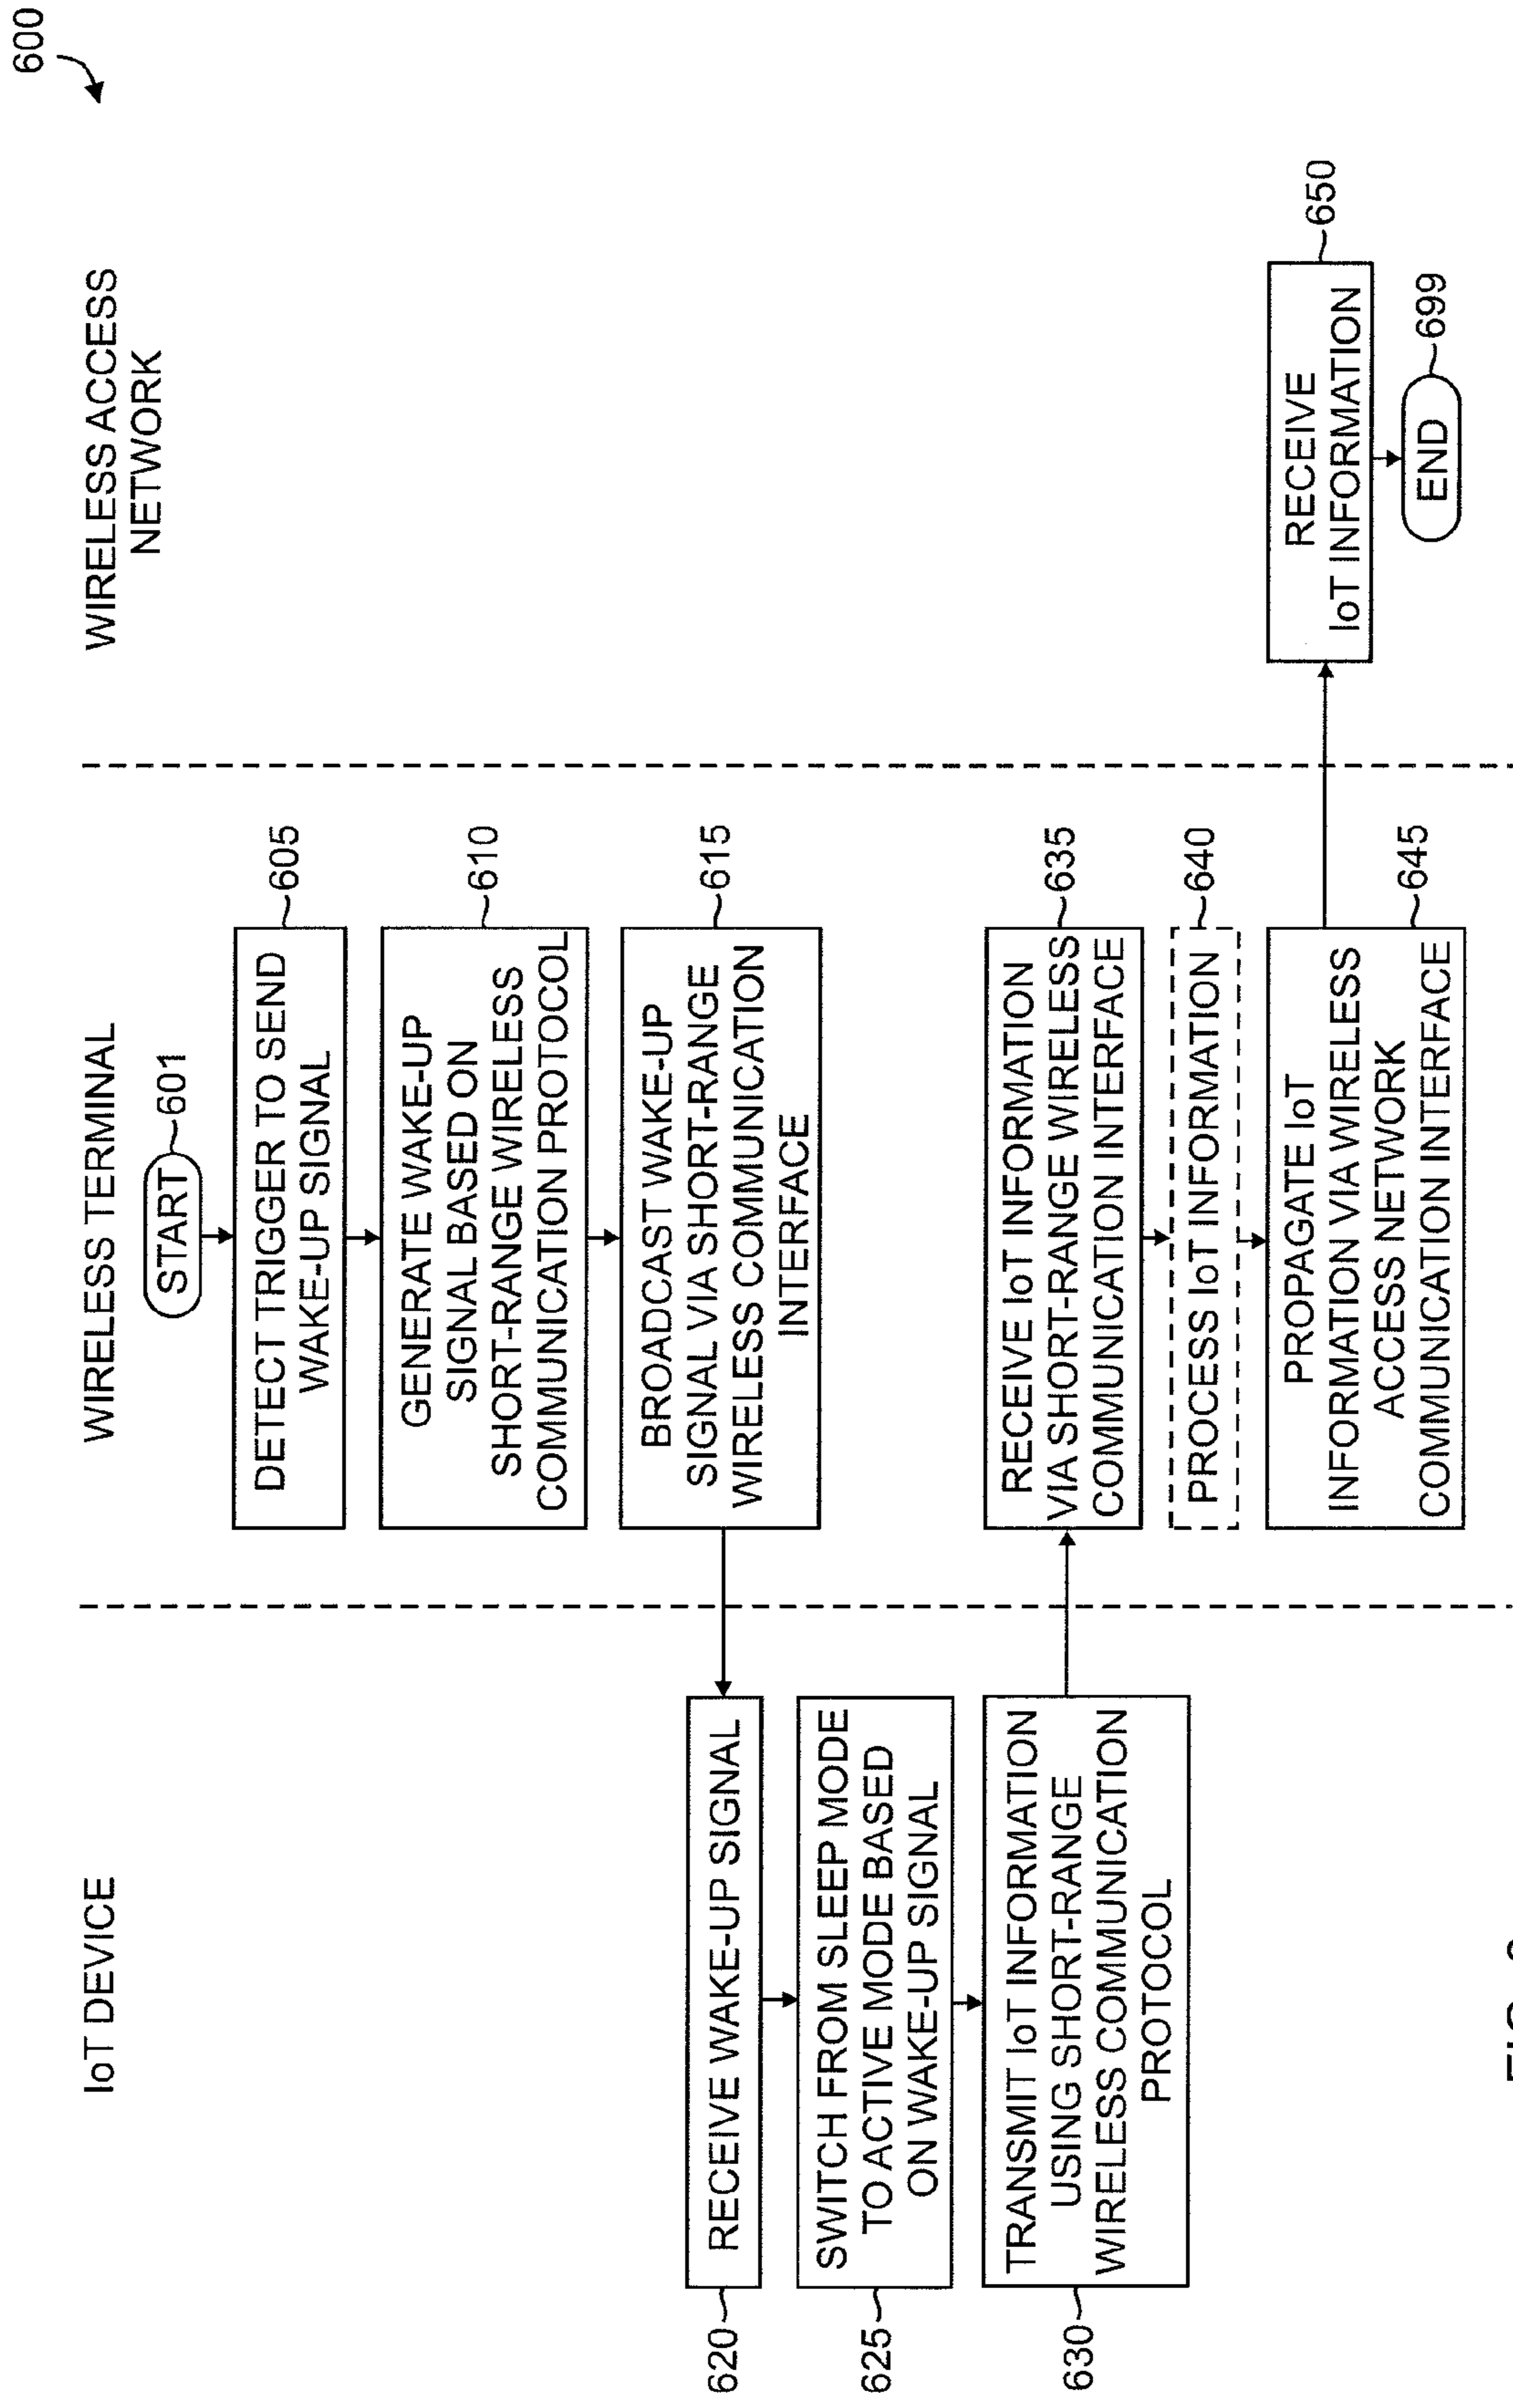 600
IoT DEVICE
WIRELESS TERMINAL
WIRELESS ACCESS
NETWORK
START
601
DETECT TRIGGER TO SEND
WAKE-UP SIGNAL
605
GENERATE WAKE-UP
SIGNAL BASED ON
SHORT-RANGE WIRELESS
COMMUNICATION PROTOCOL
610
BROADCAST WAKE-UP
SIGNAL VIA SHORT-RANGE
WIRELESS COMMUNICATION
INTERFACE
615
620
RECEIVE WAKE-UP SIGNAL
625
SWITCH FROM SLEEP MODE
TO ACTIVE MODE BASED
ON WAKE-UP SIGNAL
630
TRANSMIT IoT INFORMATION
USING SHORT-RANGE
WIRELESS COMMUNICATION
PROTOCOL
RECEIVE IoT INFORMATION
VIA SHORT-RANGE WIRELESS
COMMUNICATION INTERFACE
635
PROCESS IoT INFORMATION
640
PROPAGATE IoT
INFORMATION VIA WIRELESS
ACCESS NETWORK
COMMUNICATION INTERFACE
645
RECEIVE
IoT INFORMATION
650
END
699